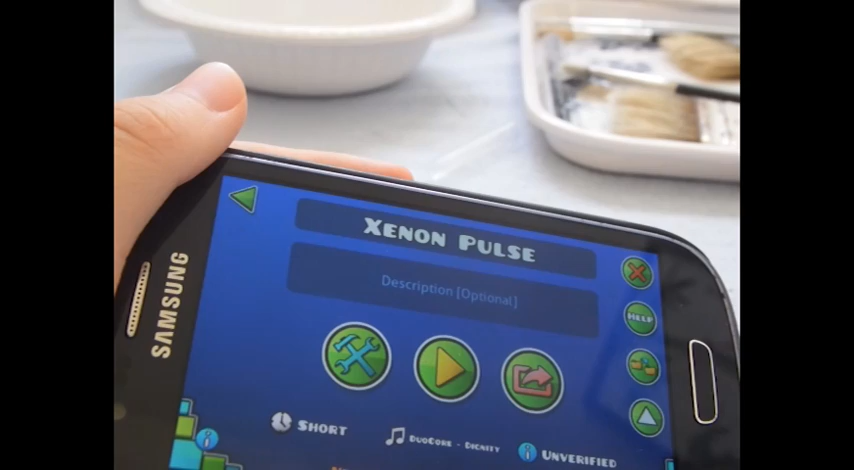 SAMSUNG
XENON PULSE
Description [Optional]
HELP
SHORT
DUOCORE - DIGNITY
UNVERIFIED